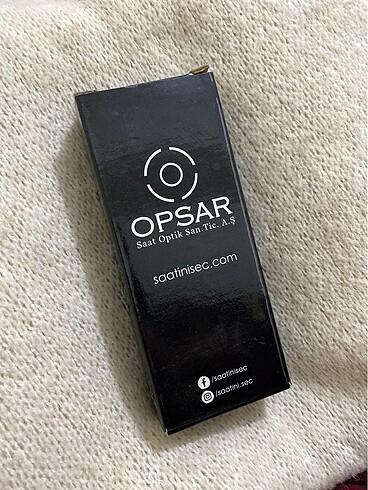 OPSAR
Saat Optik San.Tic. A.Ş
saatinisec.com
/saatinisec
/saatini.sec